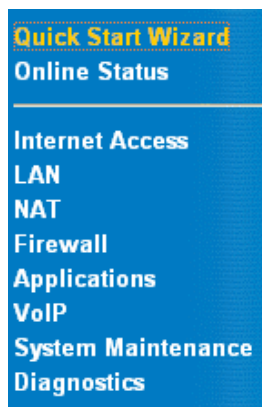 Quick Start Wizard
Online Status
Internet Access
LAN
NAT
Firewall
Applications
VoIP
System Maintenance
Diagnostics